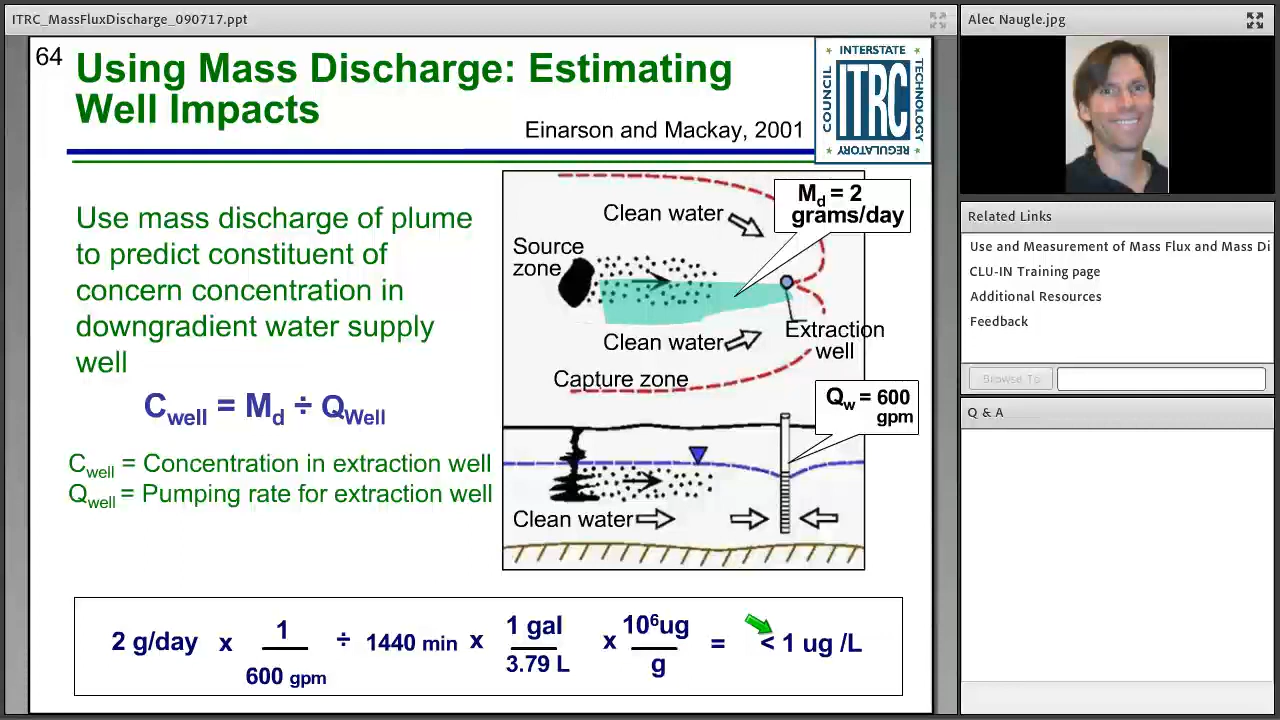 ITRC_MassFluxDischarge_090717.ppt
64
Using Mass Discharge: Estimating
Well Impacts
Einarson and Mackay, 2001
INTERSTATE
COUNCIL
ITRC
TECHNOLOGY
REGULATORY
Use mass discharge of plume
to predict constituent of
concern concentration in
downgradient water supply
well
Cwell = Md ÷ QWell
Cwell = Concentration in extraction well
Qwell = Pumping rate for extraction well
Md = 2
grams/day
Clean water
Source
zone
Clean water
Extraction
well
Capture zone
Qw = 600
gpm
Clean water
2 g/day x 1/600 gpm ÷ 1440 min x 1 gal/3.79 L x 10⁶ug/g = < 1 ug /L
Alec Naugle.jpg
Related Links
Use and Measurement of Mass Flux and Mass Di
CLU-IN Training page
Additional Resources
Feedback
Browse To
Q & A